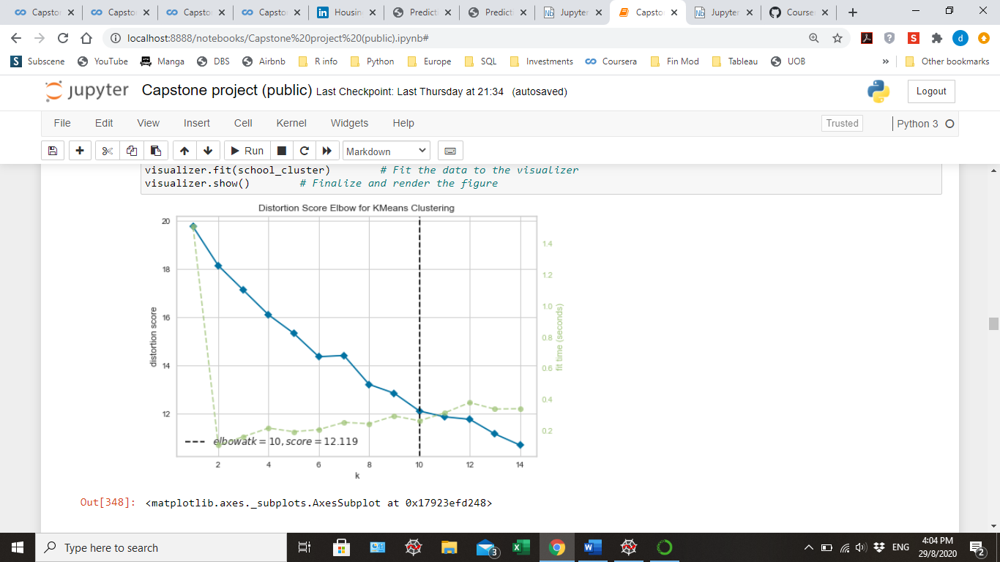 Capsto
Capsto
Capsto
Capsto
Housin
Predicti
Predicti
Jupyter
Capsto
Jupyter
Course
localhost:8888/notebooks/Capstone%20project%20(public).ipynb#
Subscene YouTube Manga DBS Airbnb R info Python Europe SQL Investments Coursera Fin Mod Tableau UOB » Other bookmarks
jupyter Capstone project (public) Last Checkpoint: Last Thursday at 21:34 (autosaved) Logout
File Edit View Insert Cell Kernel Widgets Help Trusted Python 3
Run Markdown
visualizer.fit(school_cluster) # Fit the data to the visualizer
visualizer.show() # Finalize and render the figure
Distortion Score Elbow for KMeans Clustering
20
18
16
14
12
distortion score
1.4
1.2
1.0
0.8
0.6
0.4
0.2
fit time (seconds)
elbowatk = 10, score = 12.119
2 4 6 8 10 12 14
k
Out[348]: <matplotlib.axes._subplots.AxesSubplot at 0x17923efd248>
Type here to search
3
ENG
4:04 PM
29/8/2020
2